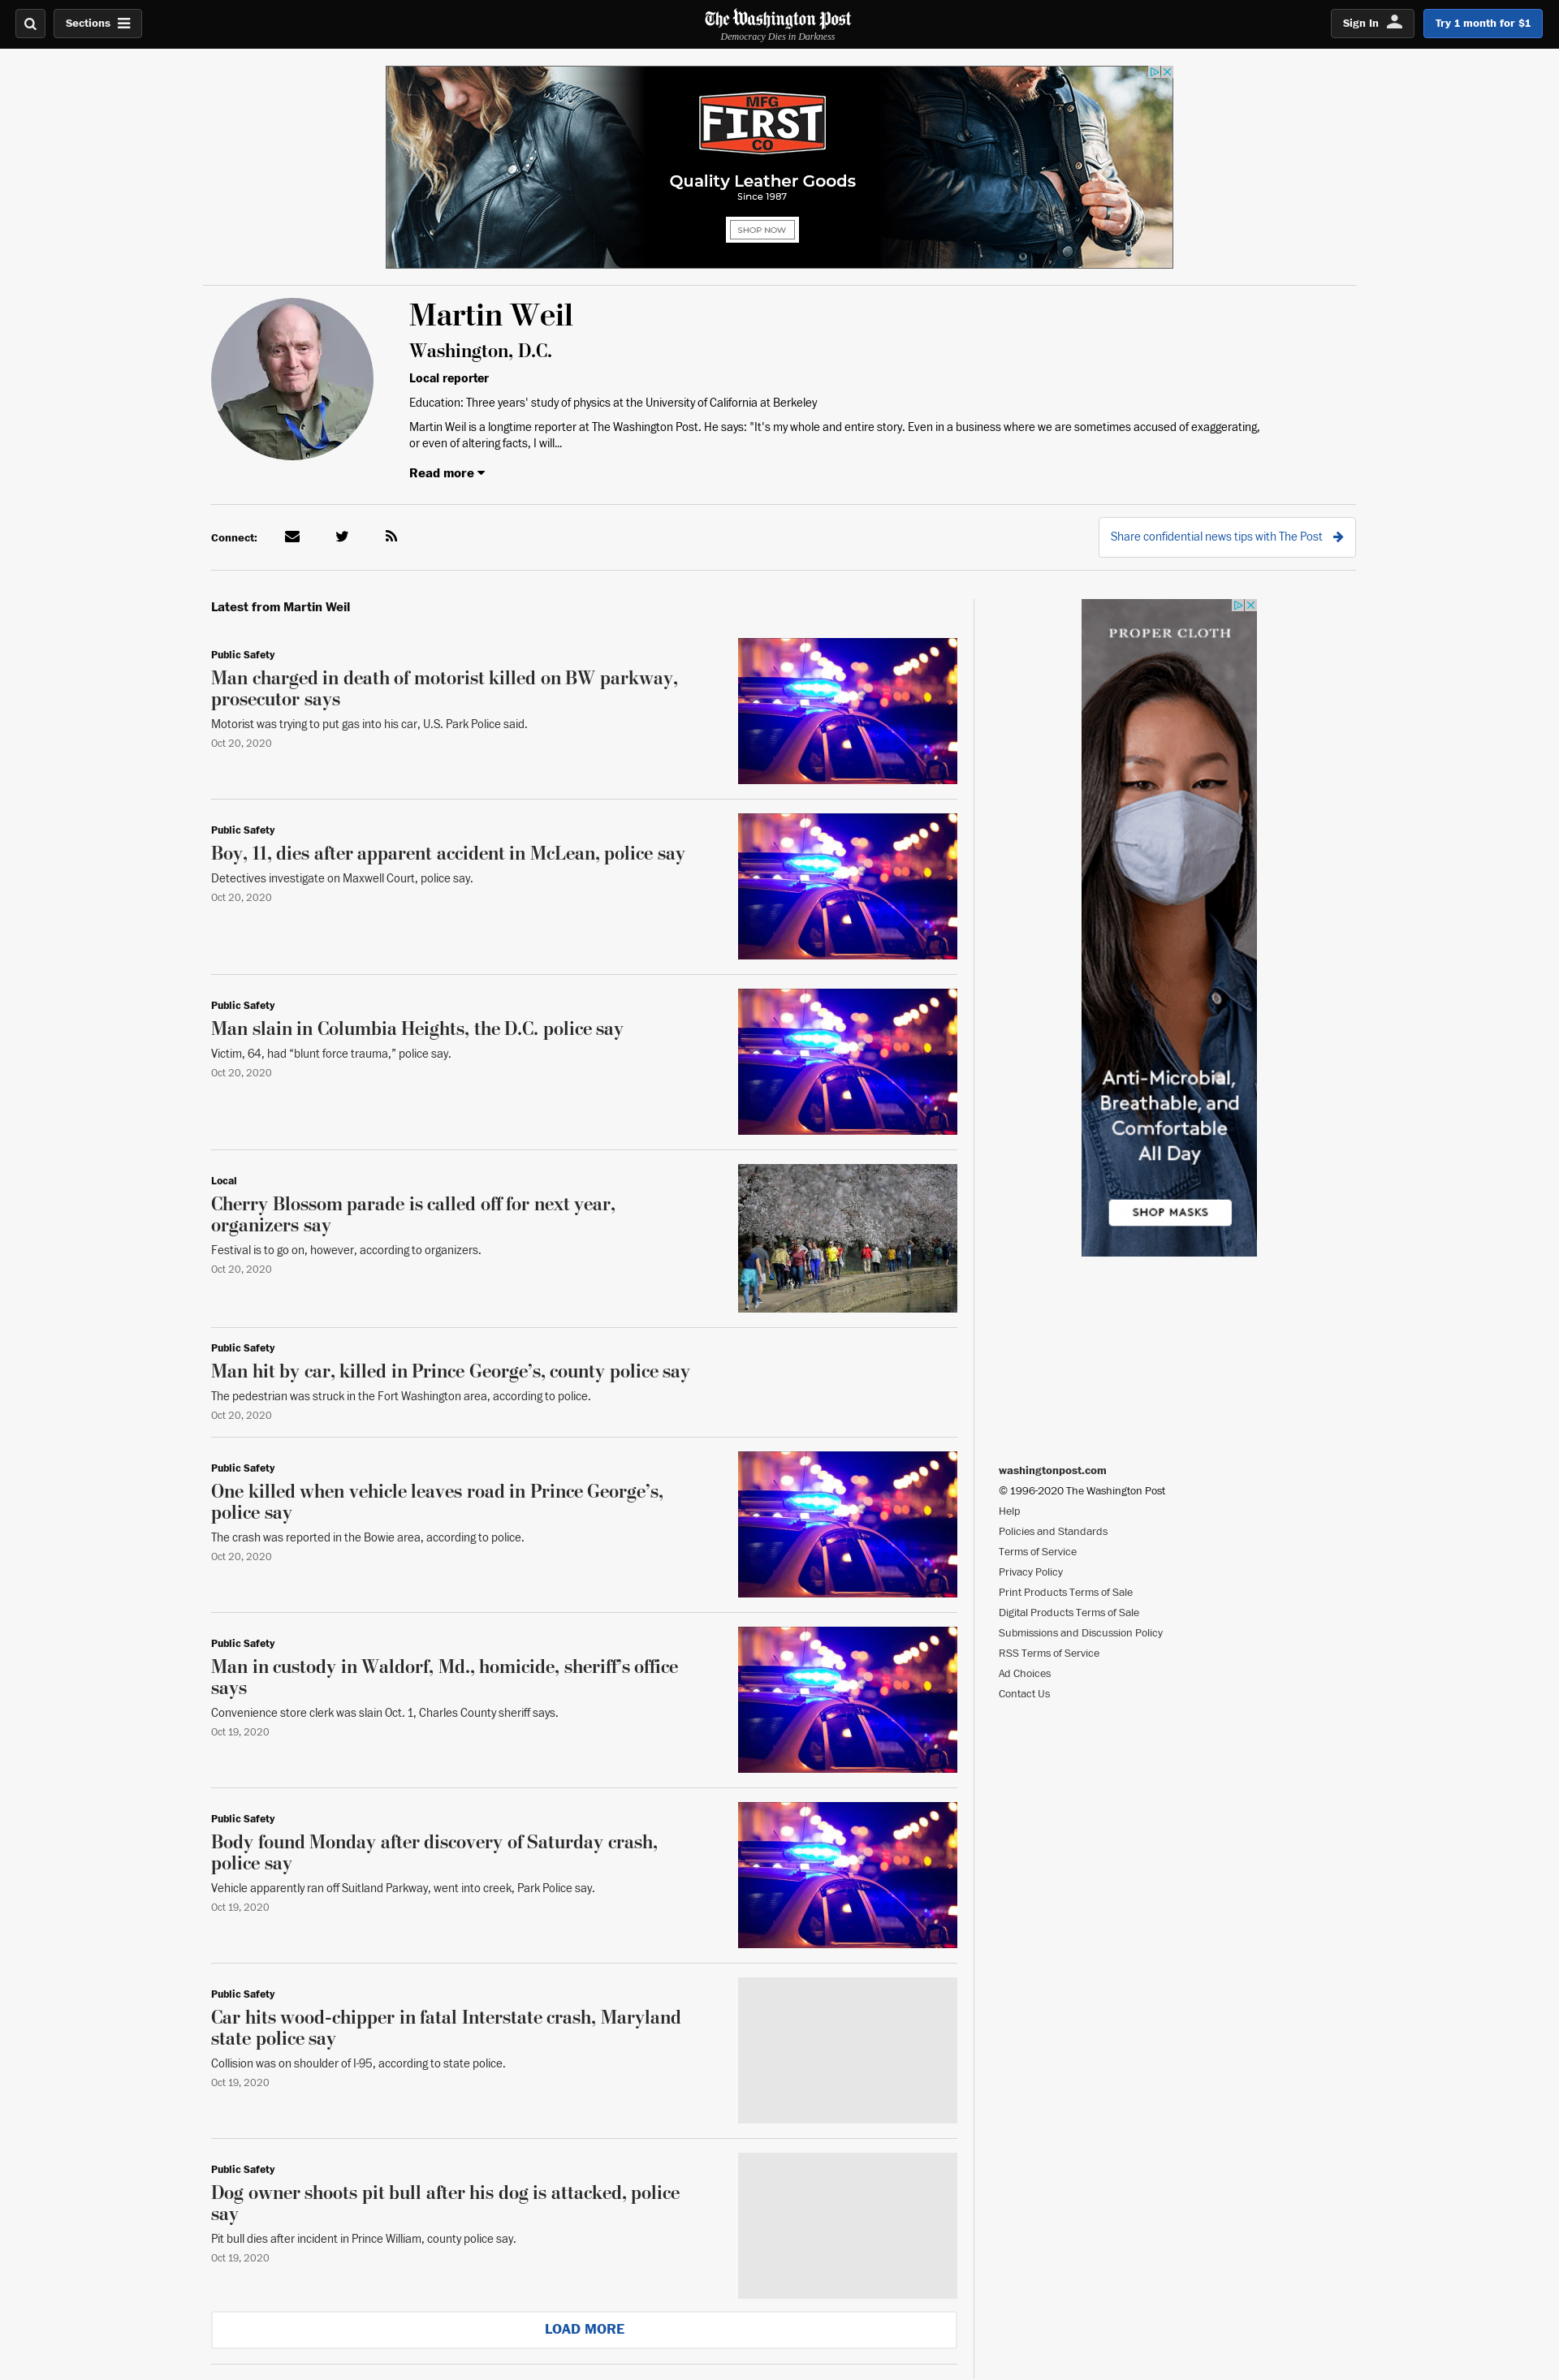 Sections
The Washington Post
Democracy Dies in Darkness
Sign In
Try 1 month for $1
MFG
FIRST
CO
Quality Leather Goods
Since 1987
SHOP NOW
Martin Weil
Washington, D.C.
Local reporter
Education: Three years' study of physics at the University of California at Berkeley
Martin Weil is a longtime reporter at The Washington Post. He says: "It's my whole and entire story. Even in a business where we are sometimes accused of exaggerating,
or even of altering facts, I will...
Read more
Connect:
Share confidential news tips with The Post
Latest from Martin Weil
Public Safety
Man charged in death of motorist killed on BW parkway,
prosecutor says
Motorist was trying to put gas into his car, U.S. Park Police said.
Oct 20, 2020
Public Safety
Boy, 11, dies after apparent accident in McLean, police say
Detectives investigate on Maxwell Court, police say.
Oct 20, 2020
Public Safety
Man slain in Columbia Heights, the D.C. police say
Victim, 64, had “blunt force trauma,” police say.
Oct 20, 2020
Local
Cherry Blossom parade is called off for next year,
organizers say
Festival is to go on, however, according to organizers.
Oct 20, 2020
Public Safety
Man hit by car, killed in Prince George’s, county police say
The pedestrian was struck in the Fort Washington area, according to police.
Oct 20, 2020
Public Safety
One killed when vehicle leaves road in Prince George’s,
police say
The crash was reported in the Bowie area, according to police.
Oct 20, 2020
Public Safety
Man in custody in Waldorf, Md., homicide, sheriff’s office
says
Convenience store clerk was slain Oct. 1, Charles County sheriff says.
Oct 19, 2020
Public Safety
Body found Monday after discovery of Saturday crash,
police say
Vehicle apparently ran off Suitland Parkway, went into creek, Park Police say.
Oct 19, 2020
Public Safety
Car hits wood-chipper in fatal Interstate crash, Maryland
state police say
Collision was on shoulder of I-95, according to state police.
Oct 19, 2020
Public Safety
Dog owner shoots pit bull after his dog is attacked, police
say
Pit bull dies after incident in Prince William, county police say.
Oct 19, 2020
LOAD MORE
PROPER CLOTH
Anti-Microbial,
Breathable, and
Comfortable
All Day
SHOP MASKS
washingtonpost.com
© 1996-2020 The Washington Post
Help
Policies and Standards
Terms of Service
Privacy Policy
Print Products Terms of Sale
Digital Products Terms of Sale
Submissions and Discussion Policy
RSS Terms of Service
Ad Choices
Contact Us